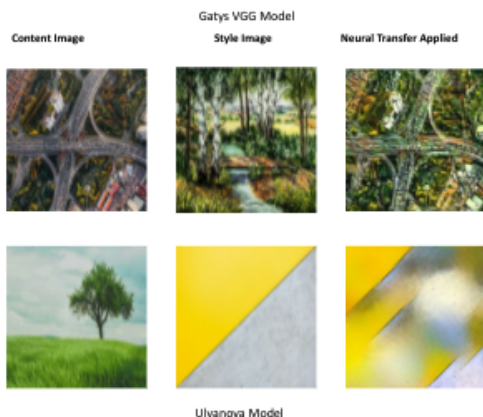 Gatys VGG Model
Content Image
Style Image
Neural Transfer Applied
Ulyanova Model